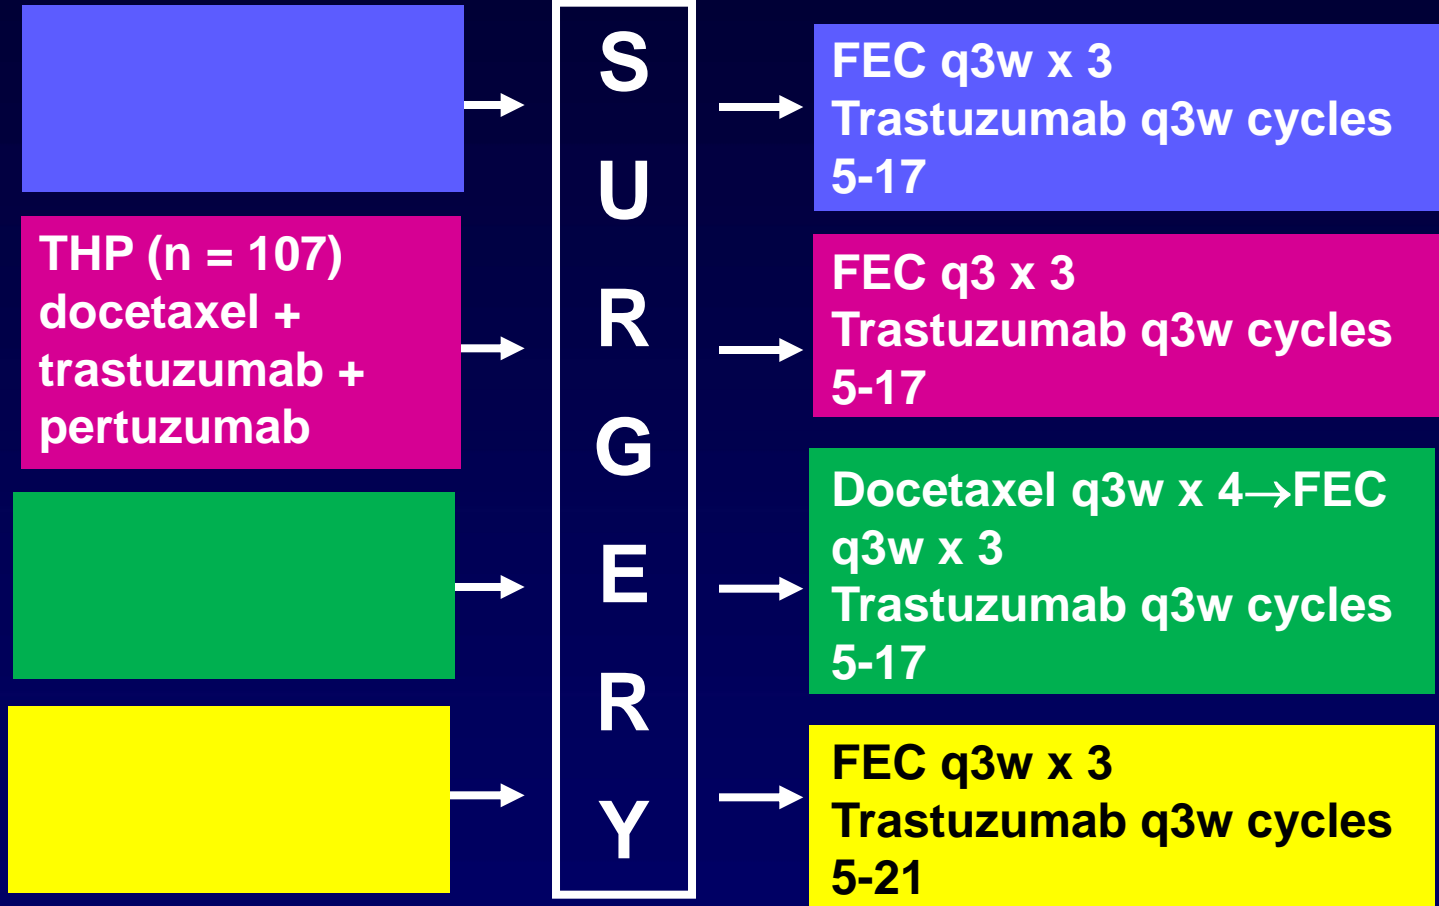 THP (n = 107)
docetaxel +
trastuzumab +
pertuzumab
S
U
R
G
E
R
Y
FEC q3w x 3
Trastuzumab q3w cycles
5-17
FEC q3 x 3
Trastuzumab q3w cycles
5-17
Docetaxel q3w x 4→FEC
q3w x 3
Trastuzumab q3w cycles
5-17
FEC q3w x 3
Trastuzumab q3w cycles
5-21